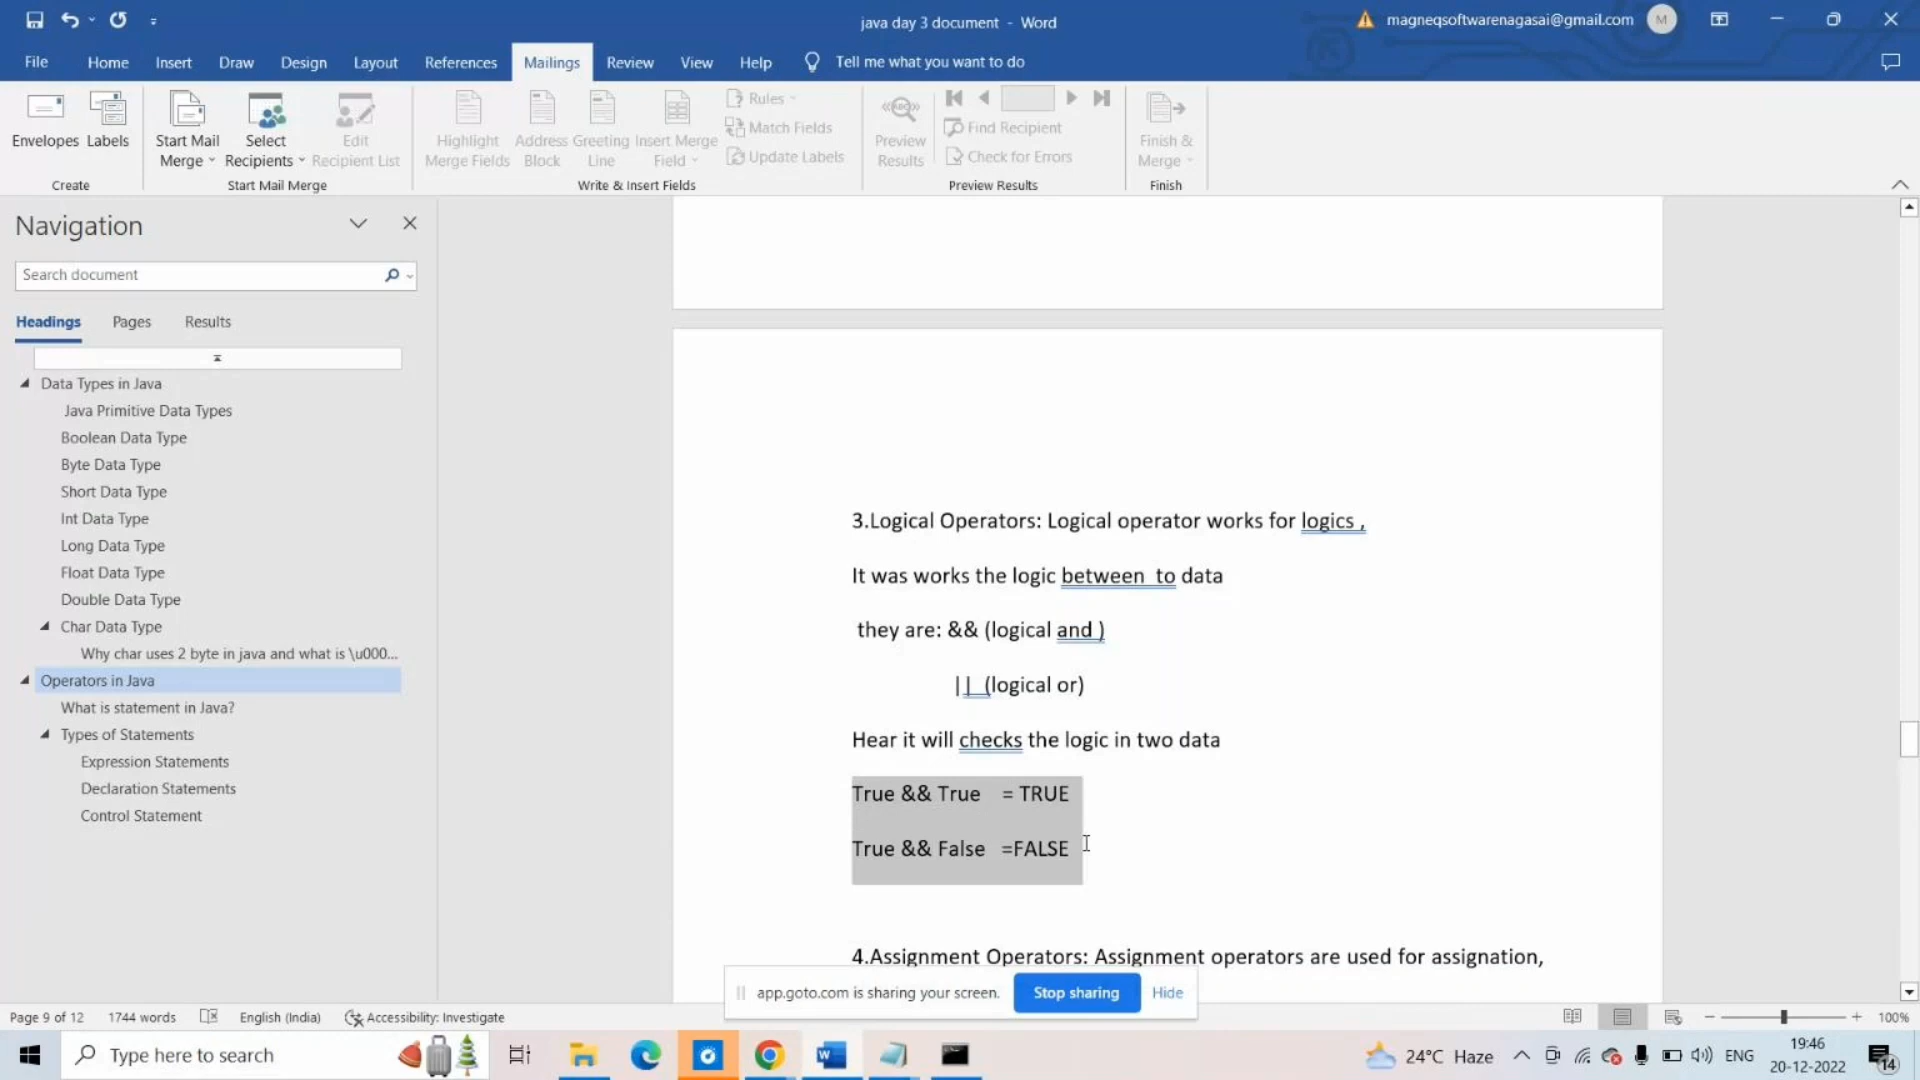 java day 3 document - Word
magneqsoftwarenagasai@gmail.com
M
File Home Insert Draw Design Layout References Mailings Review View Help Tell me what you want to do
Envelopes Labels
Create
Start Mail Merge
Select Recipients
Edit Recipient List
Start Mail Merge
Highlight Merge Fields
Address Block
Greeting Line
Insert Merge Field
Rules
Match Fields
Update Labels
Write & Insert Fields
ABC
Preview Results
Find Recipient
Check for Errors
Preview Results
Finish & Merge
Finish
Navigation
Search document
Headings Pages Results
Data Types in Java
Java Primitive Data Types
Boolean Data Type
Byte Data Type
Short Data Type
Int Data Type
Long Data Type
Float Data Type
Double Data Type
Char Data Type
Why char uses 2 byte in java and what is \u000...
Operators in Java
What is statement in Java?
Types of Statements
Expression Statements
Declaration Statements
Control Statement
3.Logical Operators: Logical operator works for logics ,
It was works the logic between  to data
they are: && (logical and )
||  (logical or)
Hear it will checks the logic in two data
True && True    = TRUE
True && False   =FALSE
4.Assignment Operators: Assignment operators are used for assignation,
app.goto.com is sharing your screen. Stop sharing Hide
Page 9 of 12 1744 words English (India) Accessibility: Investigate 100%
Type here to search
24°C Haze
ENG
19:46
20-12-2022
14